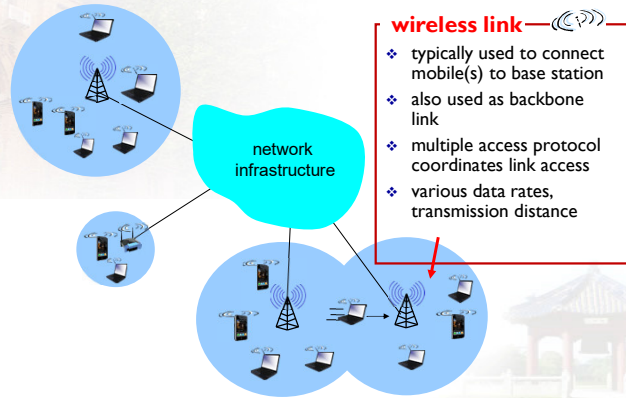 wireless link
❖ typically used to connect
mobile(s) to base station
❖ also used as backbone
link
❖ multiple access protocol
coordinates link access
❖ various data rates,
transmission distance
network
infrastructure